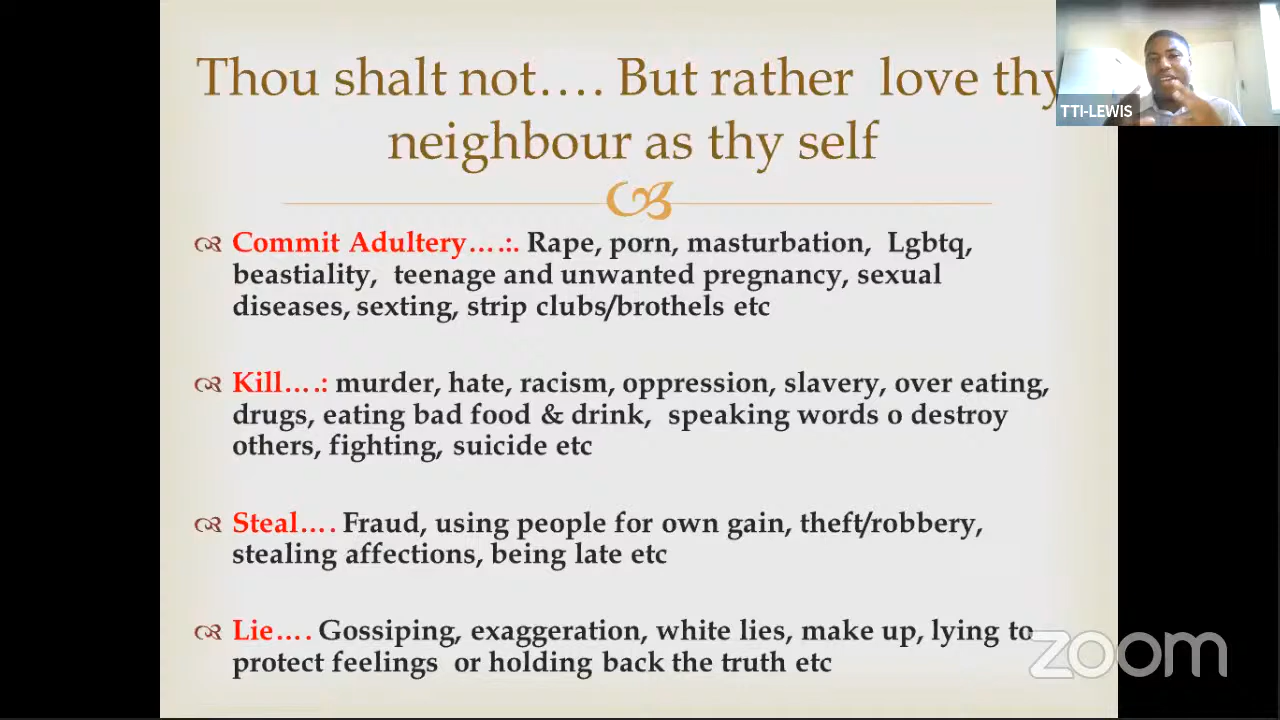 Thou shalt not…. But rather love thy
neighbour as thy self
Commit Adultery….:. Rape, porn, masturbation, Lgbtq,
beastiality, teenage and unwanted pregnancy, sexual
diseases, sexting, strip clubs/brothels etc
Kill….: murder, hate, racism, oppression, slavery, over eating,
drugs, eating bad food & drink, speaking words o destroy
others, fighting, suicide etc
Steal…. Fraud, using people for own gain, theft/robbery,
stealing affections, being late etc
Lie…. Gossiping, exaggeration, white lies, make up, lying to
protect feelings or holding back the truth etc
TTI-LEWIS
zoom